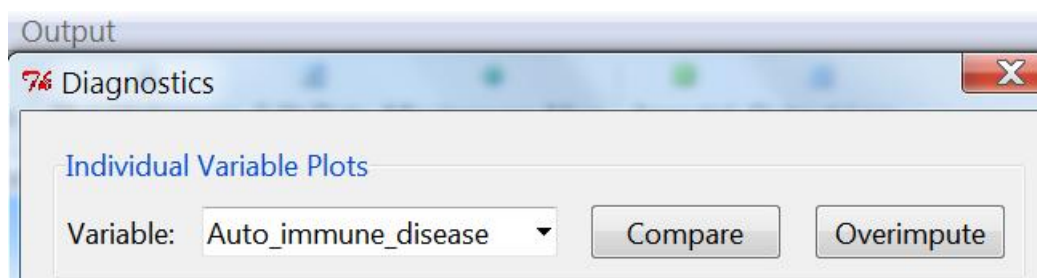 Output
Diagnostics
Individual Variable Plots
Variable: Auto_immune_disease Compare Overimpute